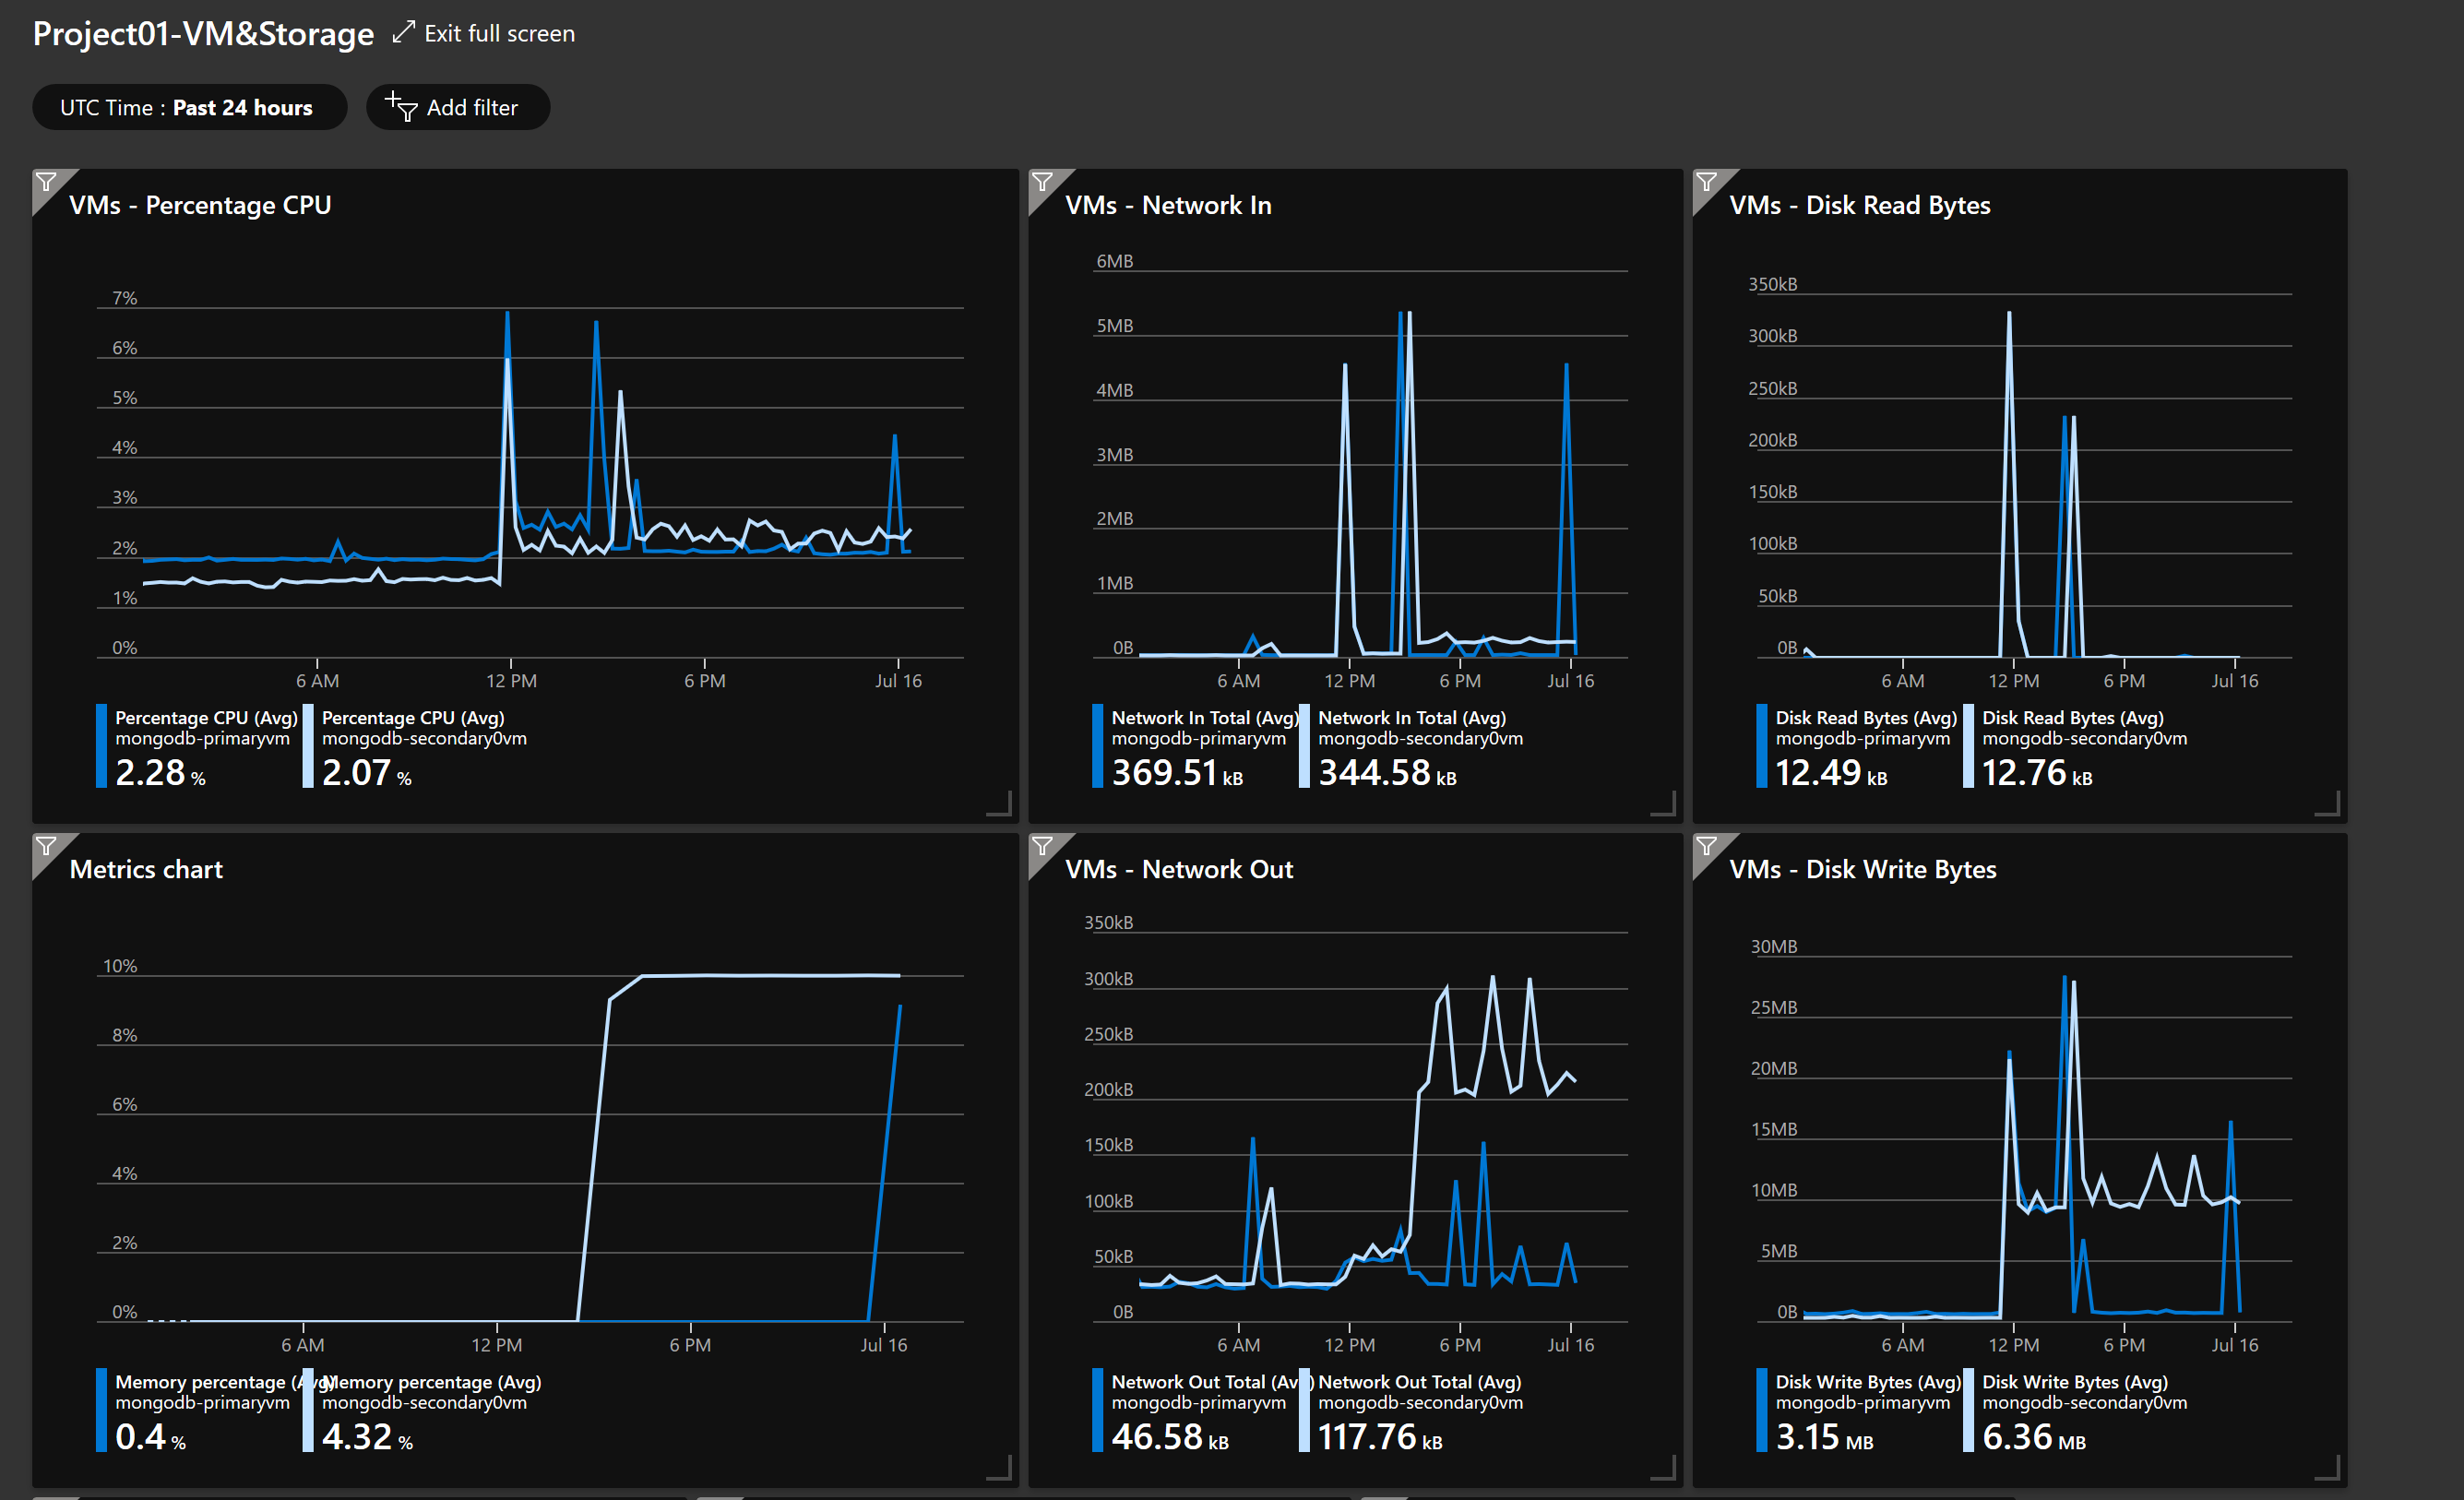 Project01-VM&Storage Exit full screen
UTC Time : Past 24 hours Add filter
VMs - Percentage CPU
7%
6%
5%
4%
3%
2%
1%
0%
6 AM 12 PM 6 PM Jul 16
Percentage CPU (Avg) Percentage CPU (Avg)
mongodb-primaryvm mongodb-secondary0vm
2.28 % 2.07 %
VMs - Network In
6MB
5MB
4MB
3MB
2MB
1MB
0B
6 AM 12 PM 6 PM Jul 16
Network In Total (Avg) Network In Total (Avg)
mongodb-primaryvm mongodb-secondary0vm
369.51 kB 344.58 kB
VMs - Disk Read Bytes
350kB
300kB
250kB
200kB
150kB
100kB
50kB
0B
6 AM 12 PM 6 PM Jul 16
Disk Read Bytes (Avg) Disk Read Bytes (Avg)
mongodb-primaryvm mongodb-secondary0vm
12.49 kB 12.76 kB
Metrics chart
10%
8%
6%
4%
2%
0%
6 AM 12 PM 6 PM Jul 16
Memory percentage (Avg) Memory percentage (Avg)
mongodb-primaryvm mongodb-secondary0vm
0.4 % 4.32 %
VMs - Network Out
350kB
300kB
250kB
200kB
150kB
100kB
50kB
0B
6 AM 12 PM 6 PM Jul 16
Network Out Total (Avg) Network Out Total (Avg)
mongodb-primaryvm mongodb-secondary0vm
46.58 kB 117.76 kB
VMs - Disk Write Bytes
30MB
25MB
20MB
15MB
10MB
5MB
0B
6 AM 12 PM 6 PM Jul 16
Disk Write Bytes (Avg) Disk Write Bytes (Avg)
mongodb-primaryvm mongodb-secondary0vm
3.15 MB 6.36 MB